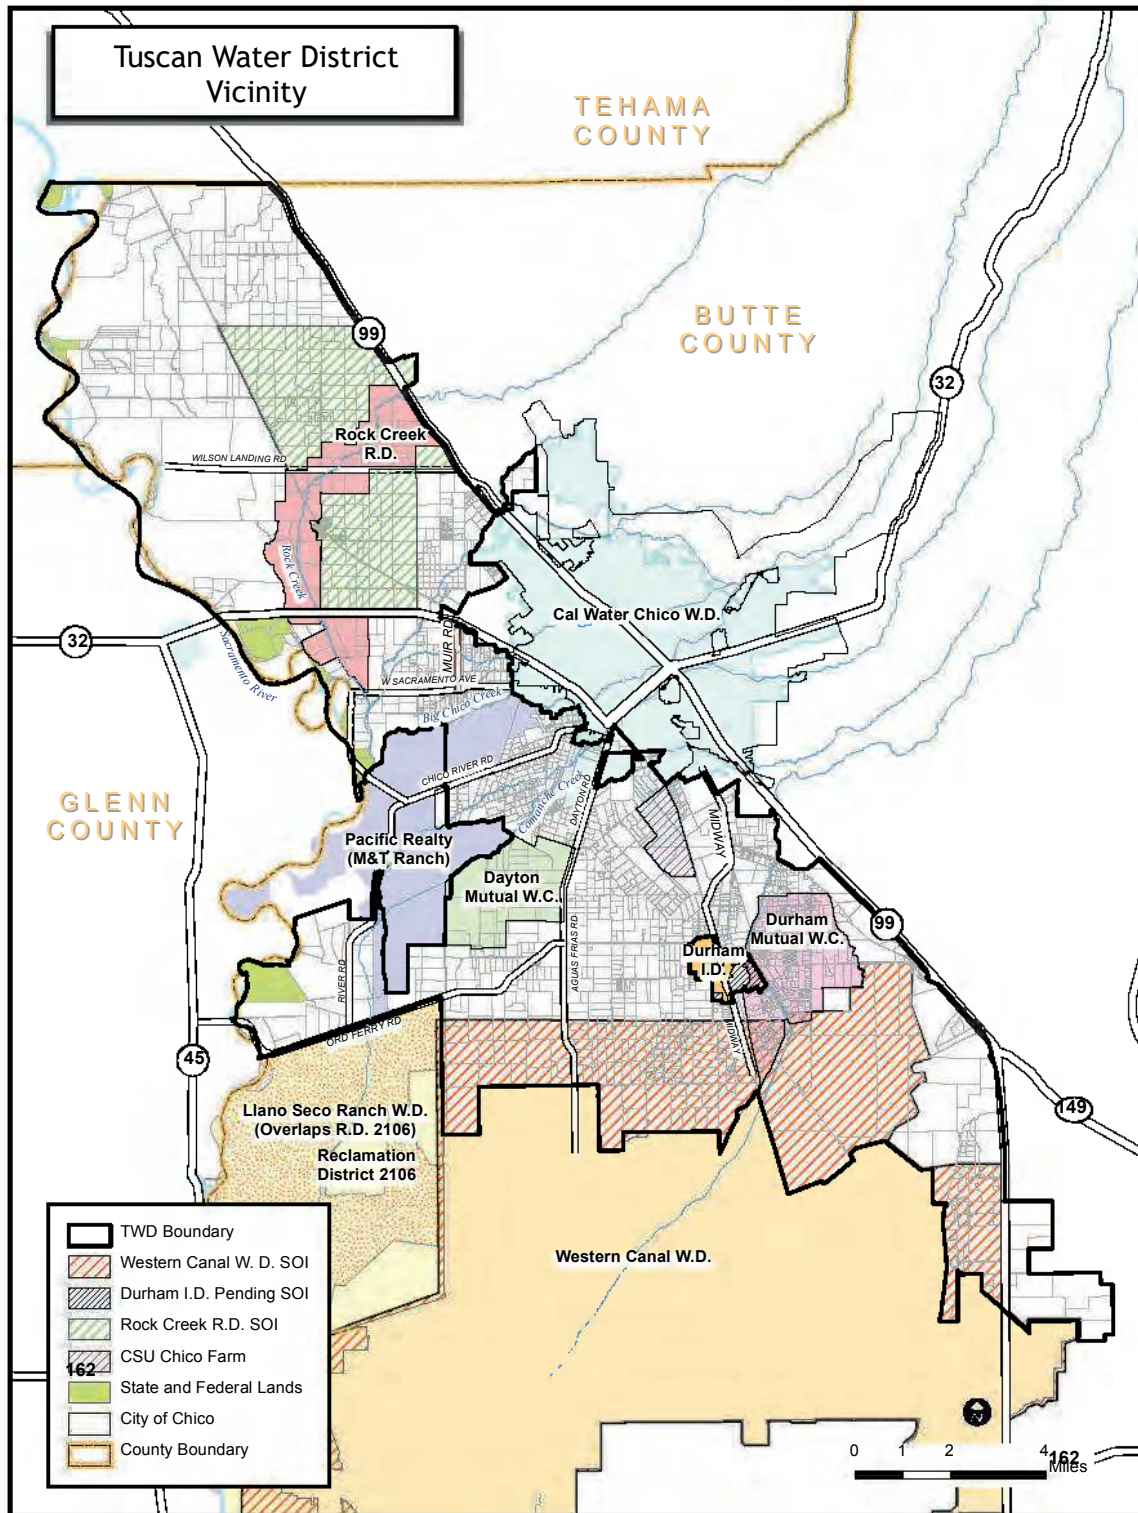 Tuscan Water District
Vicinity
TEHAMA
COUNTY
BUTTE
COUNTY
99
32
Rock Creek
R.D.
WILSON LANDING RD
Rock Creek
Cal Water Chico W.D.
32
MUIR RD
Sacramento River
W SACRAMENTO AVE
Big Chico Creek
CHICO RIVER RD
Comanche Creek
DAYTON RD
MIDWAY
GLENN
COUNTY
Pacific Realty
(M&T Ranch)
Dayton
Mutual W.C.
Durham
Mutual W.C.
99
Durham
I.D.
AGUAS FRIAS RD
RIVER RD
ORD FERRY RD
MIDWAY
45
149
Llano Seco Ranch W.D.
(Overlaps R.D. 2106)
Reclamation
District 2106
Western Canal W.D.
TWD Boundary
Western Canal W. D. SOI
Durham I.D. Pending SOI
Rock Creek R.D. SOI
CSU Chico Farm
162
State and Federal Lands
City of Chico
County Boundary
0 1 2 4
Miles
162